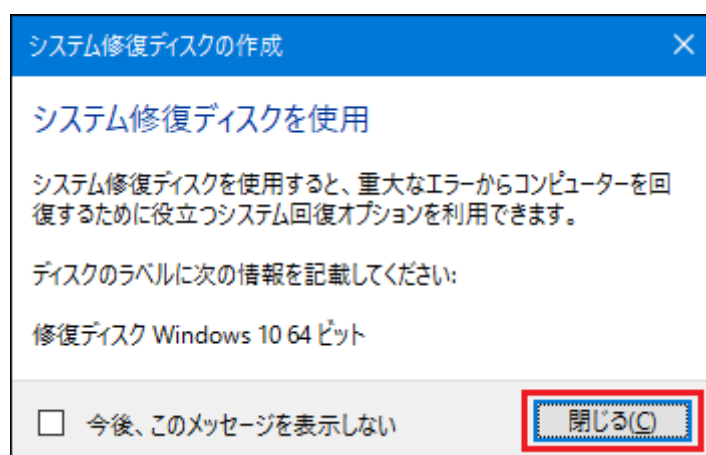 システム修復ディスクの作成
システム修復ディスクを使用
システム修復ディスクを使用すると、重大なエラーからコンピューターを回
復するために役立つシステム回復オプションを利用できます。
ディスクのラベルに次の情報を記載してください:
修復ディスク Windows 10 64 ビット
今後、このメッセージを表示しない
閉じる(C)